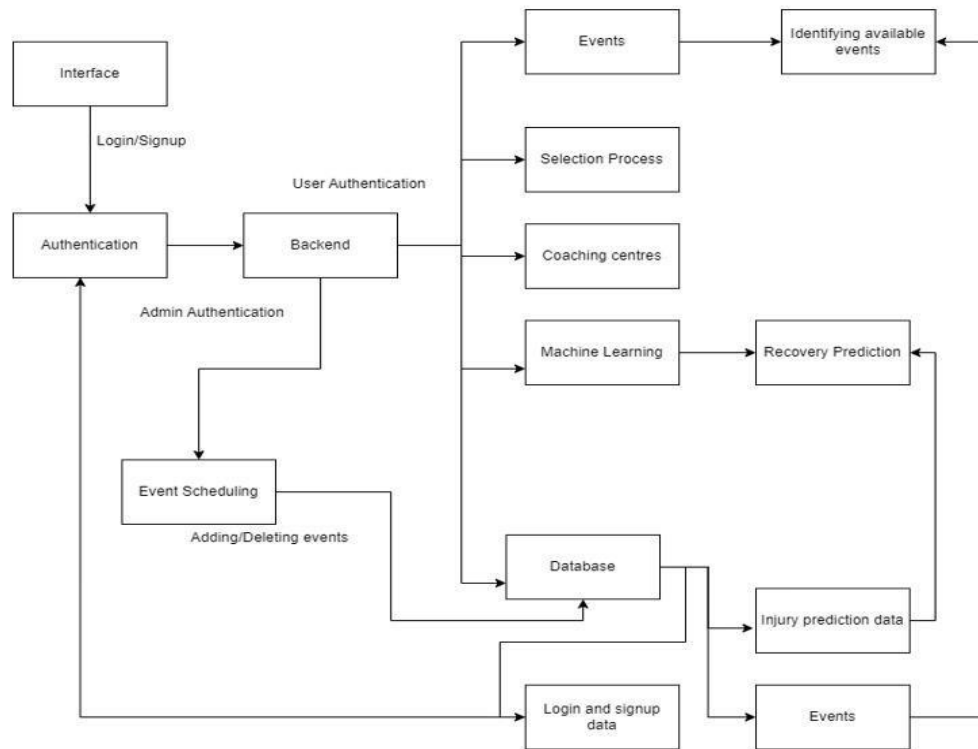 Events
Identifying available
events
Interface
Login/Signup
Selection Process
User Authentication
Authentication
Backend
Coaching centres
Admin Authentication
Machine Learning
Recovery Prediction
Event Scheduling
Adding/Deleting events
Database
Injury prediction data
Login and signup
data
Events